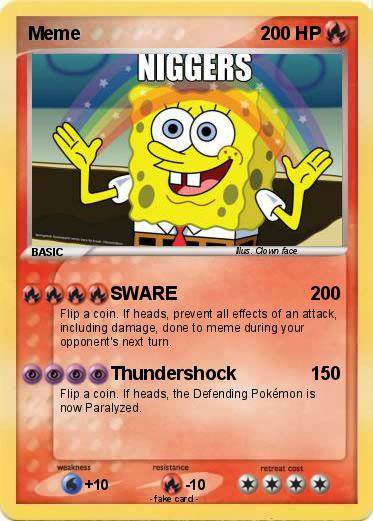 Meme 200 HP
NIGGERS
BASIC
Illus. Clown face
SWARE 200
Flip a coin. If heads, prevent all effects of an attack,
including damage, done to meme during your
opponent's next turn.
Thundershock 150
Flip a coin. If heads, the Defending Pokémon is
now Paralyzed.
weakness resistance retreat cost
+10 -10
- fake card -